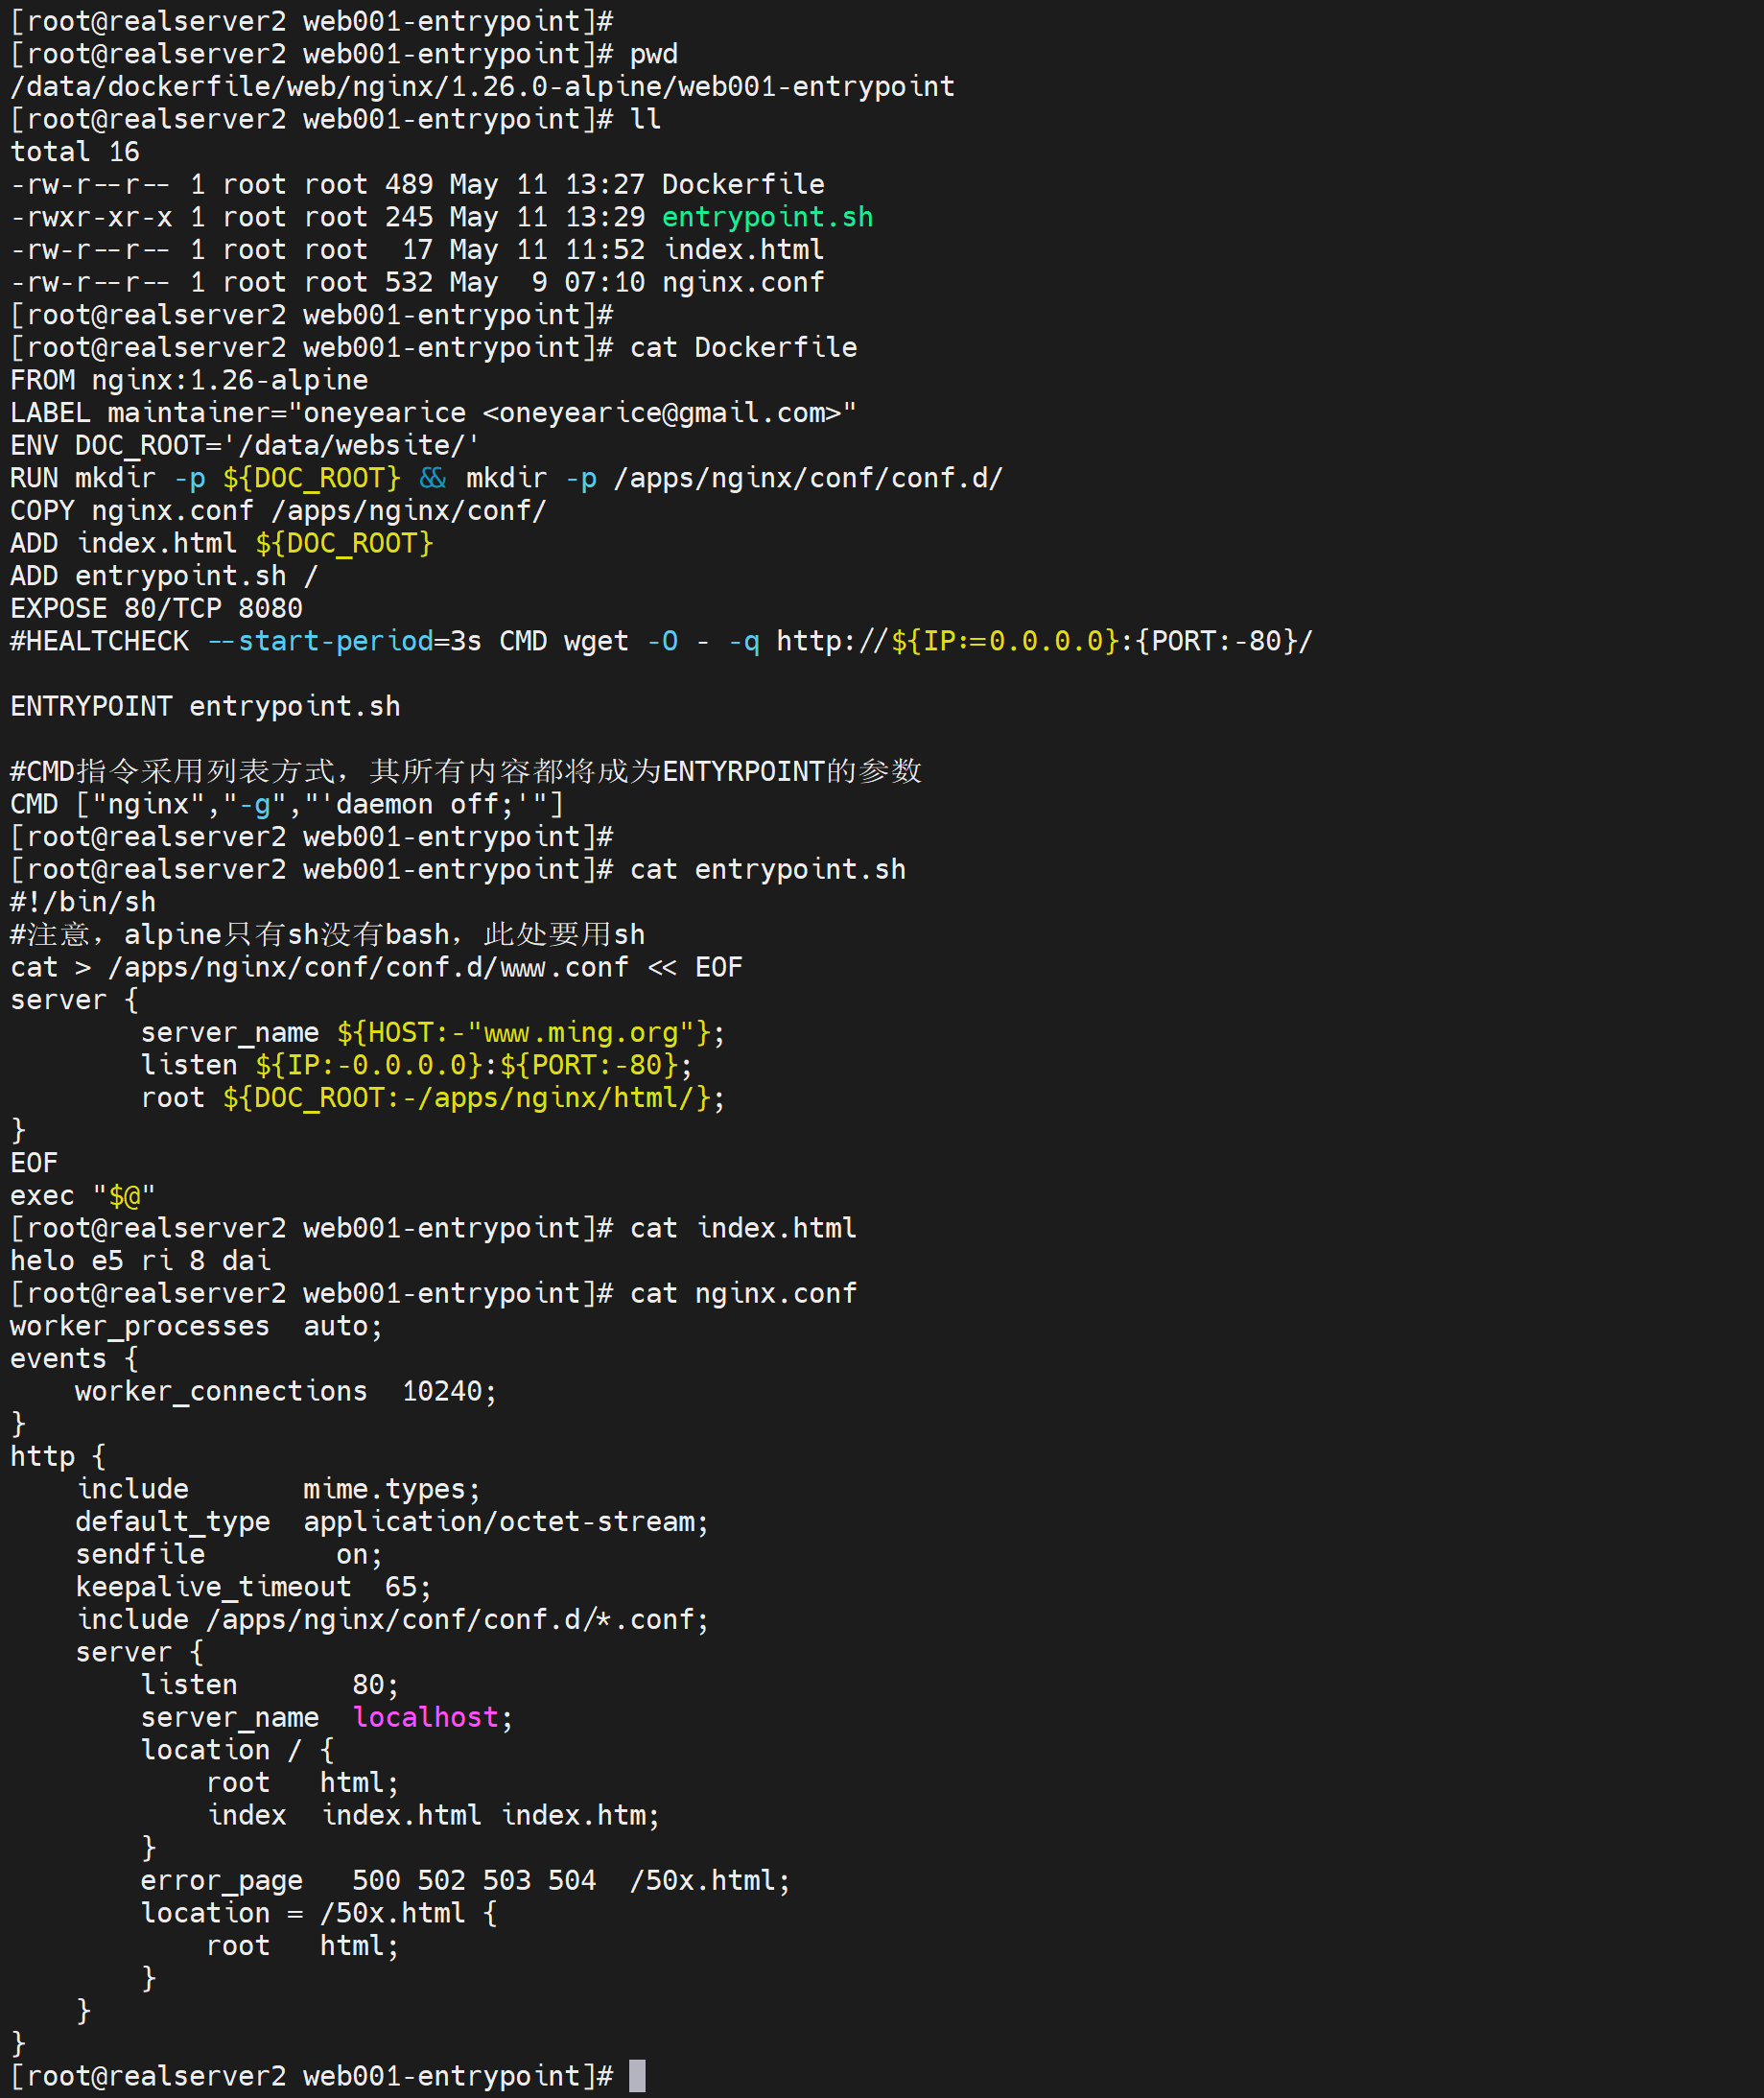 [root@realserver2 web001-entrypoint]#
[root@realserver2 web001-entrypoint]# pwd
/data/dockerfile/web/nginx/1.26.0-alpine/web001-entrypoint
[root@realserver2 web001-entrypoint]# ll
total 16
-rw-r--r-- 1 root root 489 May 11 13:27 Dockerfile
-rwxr-xr-x 1 root root 245 May 11 13:29 entrypoint.sh
-rw-r--r-- 1 root root  17 May 11 11:52 index.html
-rw-r--r-- 1 root root 532 May  9 07:10 nginx.conf
[root@realserver2 web001-entrypoint]#
[root@realserver2 web001-entrypoint]# cat Dockerfile
FROM nginx:1.26-alpine
LABEL maintainer="oneyearice <oneyearice@gmail.com>"
ENV DOC_ROOT='/data/website/'
RUN mkdir -p ${DOC_ROOT} && mkdir -p /apps/nginx/conf/conf.d/
COPY nginx.conf /apps/nginx/conf/
ADD index.html ${DOC_ROOT}
ADD entrypoint.sh /
EXPOSE 80/TCP 8080
#HEALTCHECK --start-period=3s CMD wget -O - -q http://${IP:=0.0.0.0}:{PORT:-80}/

ENTRYPOINT entrypoint.sh

#CMD指令采用列表方式，其所有内容都将成为ENTYRPOINT的参数
CMD ["nginx","-g","'daemon off;'"]
[root@realserver2 web001-entrypoint]#
[root@realserver2 web001-entrypoint]# cat entrypoint.sh
#!/bin/sh
#注意，alpine只有sh没有bash，此处要用sh
cat > /apps/nginx/conf/conf.d/www.conf << EOF
server {
        server_name ${HOST:-"www.ming.org"};
        listen ${IP:-0.0.0.0}:${PORT:-80};
        root ${DOC_ROOT:-/apps/nginx/html/};
}
EOF
exec "$@"
[root@realserver2 web001-entrypoint]# cat index.html
helo e5 ri 8 dai
[root@realserver2 web001-entrypoint]# cat nginx.conf
worker_processes  auto;
events {
    worker_connections  10240;
}
http {
    include       mime.types;
    default_type  application/octet-stream;
    sendfile        on;
    keepalive_timeout  65;
    include /apps/nginx/conf/conf.d/*.conf;
    server {
        listen       80;
        server_name  localhost;
        location / {
            root   html;
            index  index.html index.htm;
        }
        error_page   500 502 503 504  /50x.html;
        location = /50x.html {
            root   html;
        }
    }
}
[root@realserver2 web001-entrypoint]#